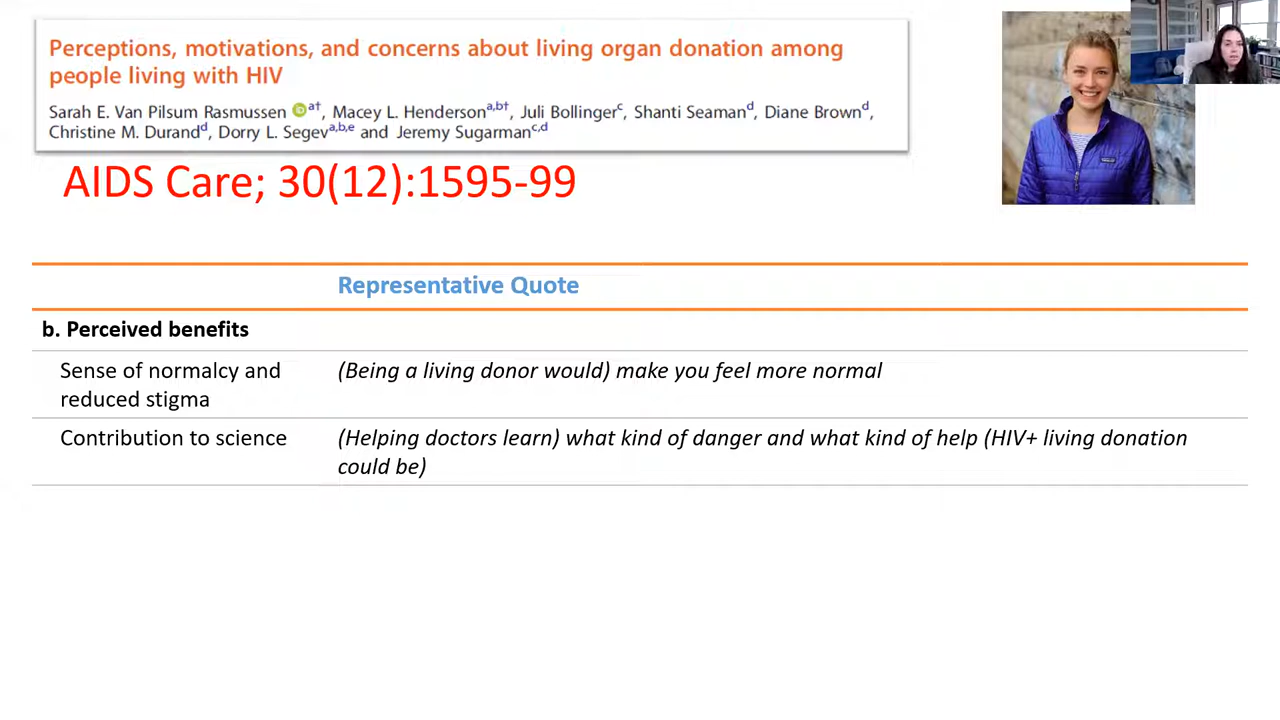 Perceptions, motivations, and concerns about living organ donation among
people living with HIV
Sarah E. Van Pilsum Rasmussen a†, Macey L. Henderson a,b†, Juli Bollinger c, Shanti Seaman d, Diane Brown d,
Christine M. Durand d, Dorry L. Segev a,b,e and Jeremy Sugarman c,d
AIDS Care; 30(12):1595-99
Representative Quote
b. Perceived benefits
Sense of normalcy and
reduced stigma
(Being a living donor would) make you feel more normal
Contribution to science
(Helping doctors learn) what kind of danger and what kind of help (HIV+ living donation
could be)